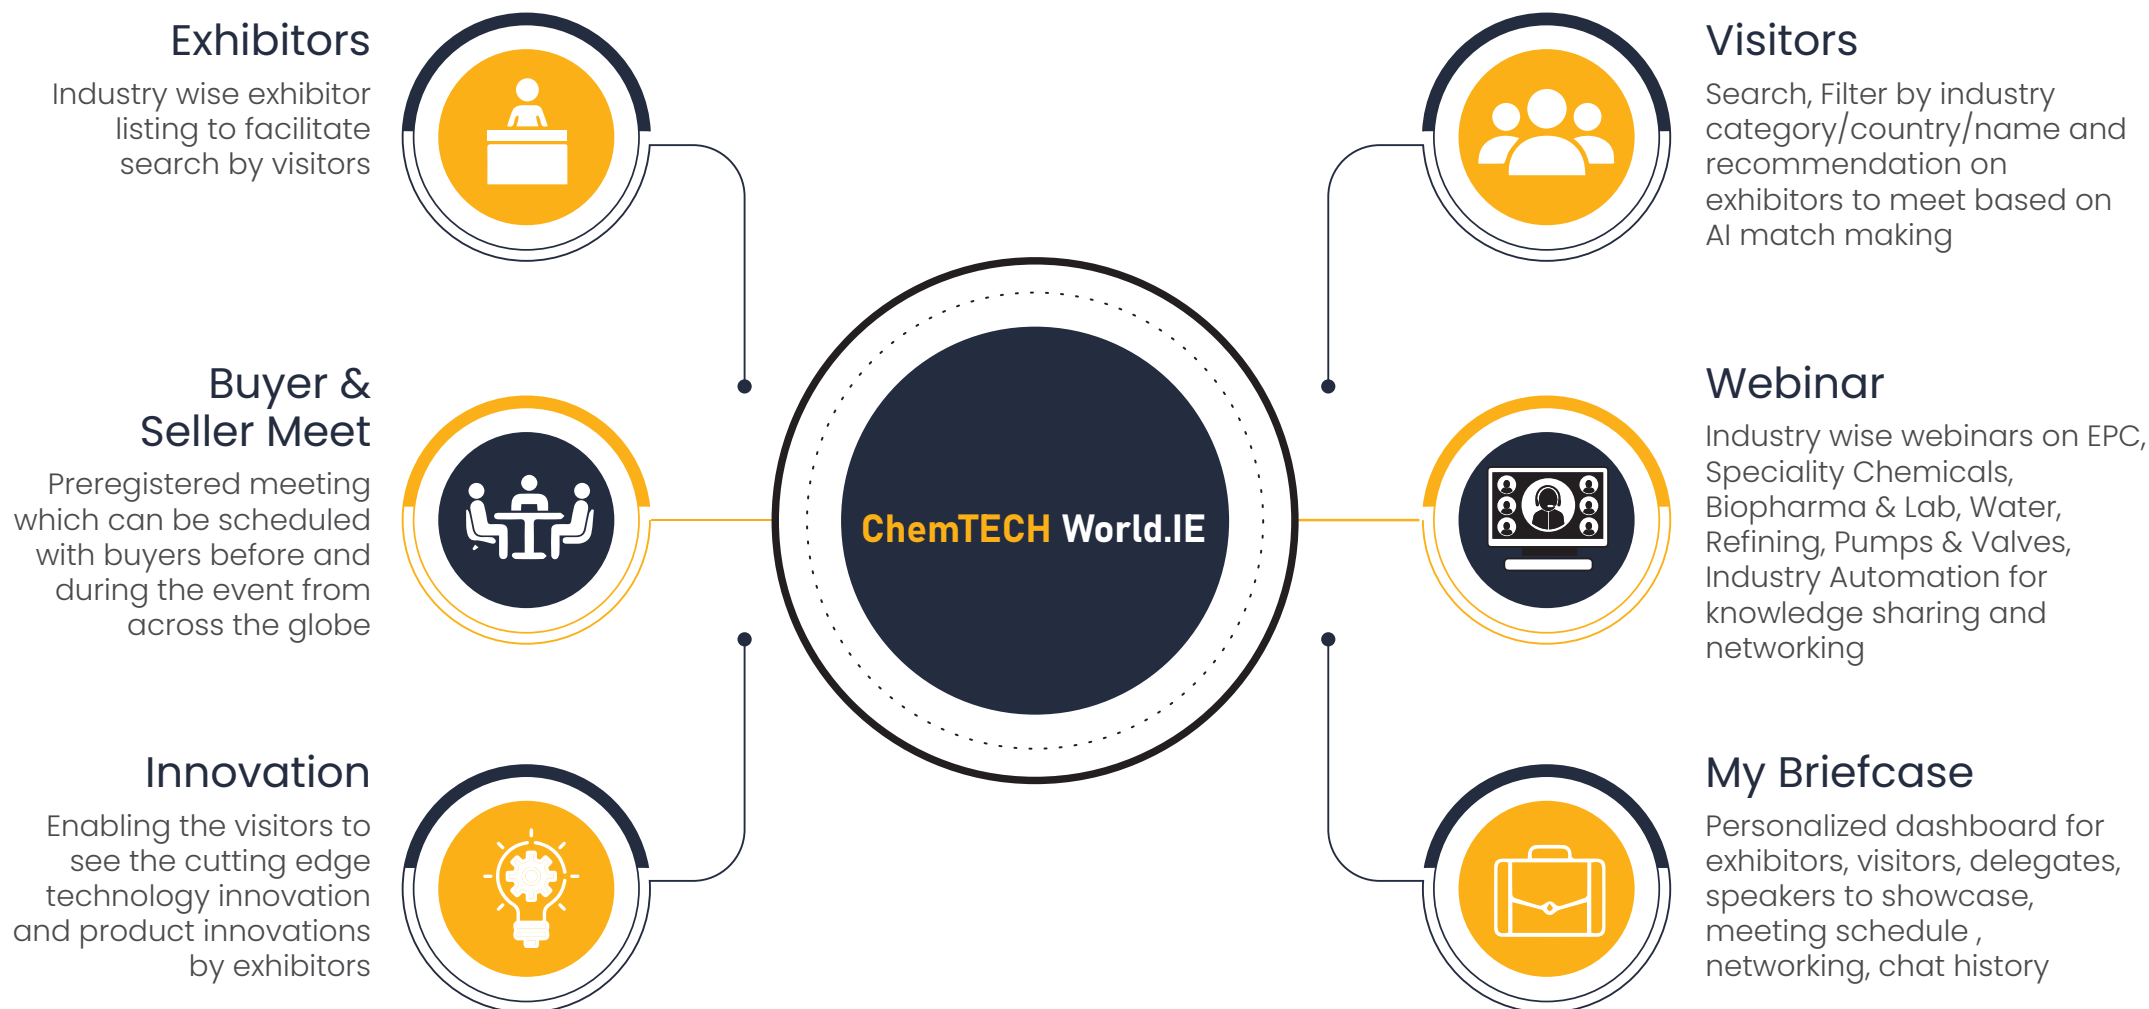 Exhibitors
Industry wise exhibitor
listing to facilitate
search by visitors
Buyer &
Seller Meet
Preregistered meeting
which can be scheduled
with buyers before and
during the event from
across the globe
Innovation
Enabling the visitors to
see the cutting edge
technology innovation
and product innovations
by exhibitors
ChemTECH World.IE
Visitors
Search, Filter by industry
category/country/name and
recommendation on
exhibitors to meet based on
AI match making
Webinar
Industry wise webinars on EPC,
Speciality Chemicals,
Biopharma & Lab, Water,
Refining, Pumps & Valves,
Industry Automation for
knowledge sharing and
networking
My Briefcase
Personalized dashboard for
exhibitors, visitors, delegates,
speakers to showcase,
meeting schedule ,
networking, chat history